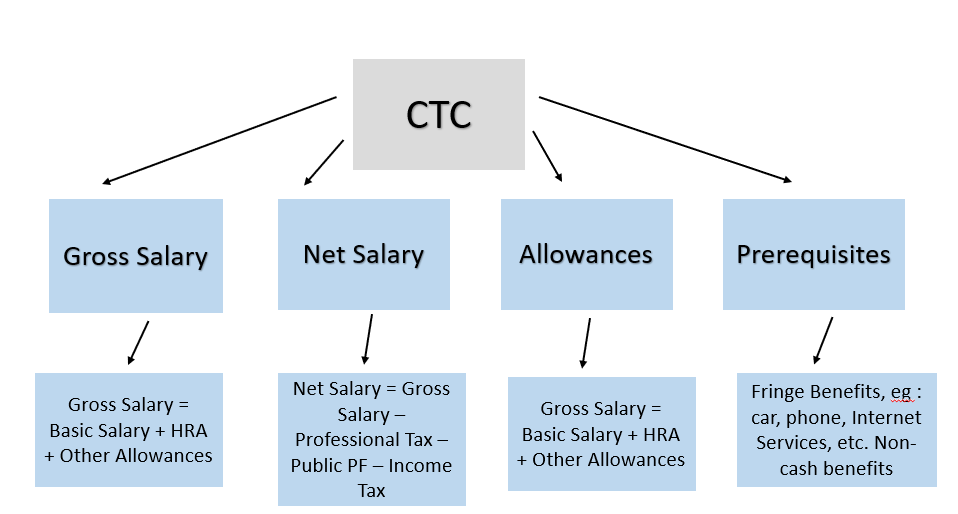 CTC
Gross Salary
Net Salary
Allowances
Prerequisites
Gross Salary =
Basic Salary + HRA
+ Other Allowances
Net Salary = Gross
Salary –
Professional Tax –
Public PF – Income
Tax
Gross Salary =
Basic Salary + HRA
+ Other Allowances
Fringe Benefits, eg :
car, phone, Internet
Services, etc. Non-
cash benefits